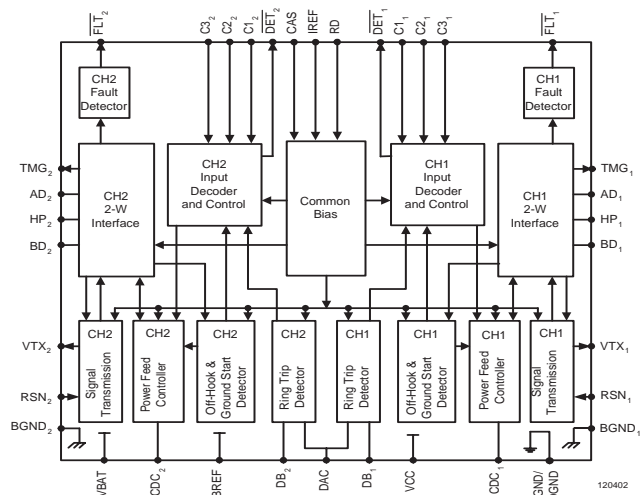 FLT2
C32
C22
C12
DET2
CAS
IREF
RD
DET1
C11
C21
C31
FLT1
CH2
Fault
Detector
CH1
Fault
Detector
TMG2
AD2
HP2
BD2
CH2
2-W
Interface
CH2
Input
Decoder
and Control
Common
Bias
CH1
Input
Decoder
and Control
CH1
2-W
Interface
TMG1
AD1
HP1
BD1
VTX2
RSN2
BGND2
CH2
Signal
Transmission
CH2
Power Feed
Controller
CH2
Off-Hook &
Ground Start
Detector
CH2
Ring Trip
Detector
CH1
Ring Trip
Detector
CH1
Off-Hook &
Ground Start
Detector
CH1
Power Feed
Controller
CH1
Signal
Transmission
VTX1
RSN1
BGND1
VBAT
CDC2
BREF
DB2
DAC
DB1
VCC
CDC1
GND/
120402